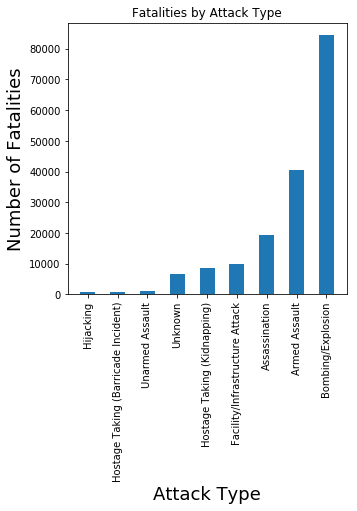 Fatalities by Attack Type
Number of Fatalities
80000
70000
60000
50000
40000
30000
20000
10000
0
Hijacking
Hostage Taking (Barricade Incident)
Unarmed Assault
Unknown
Hostage Taking (Kidnapping)
Facility/Infrastructure Attack
Assassination
Armed Assault
Bombing/Explosion
Attack Type